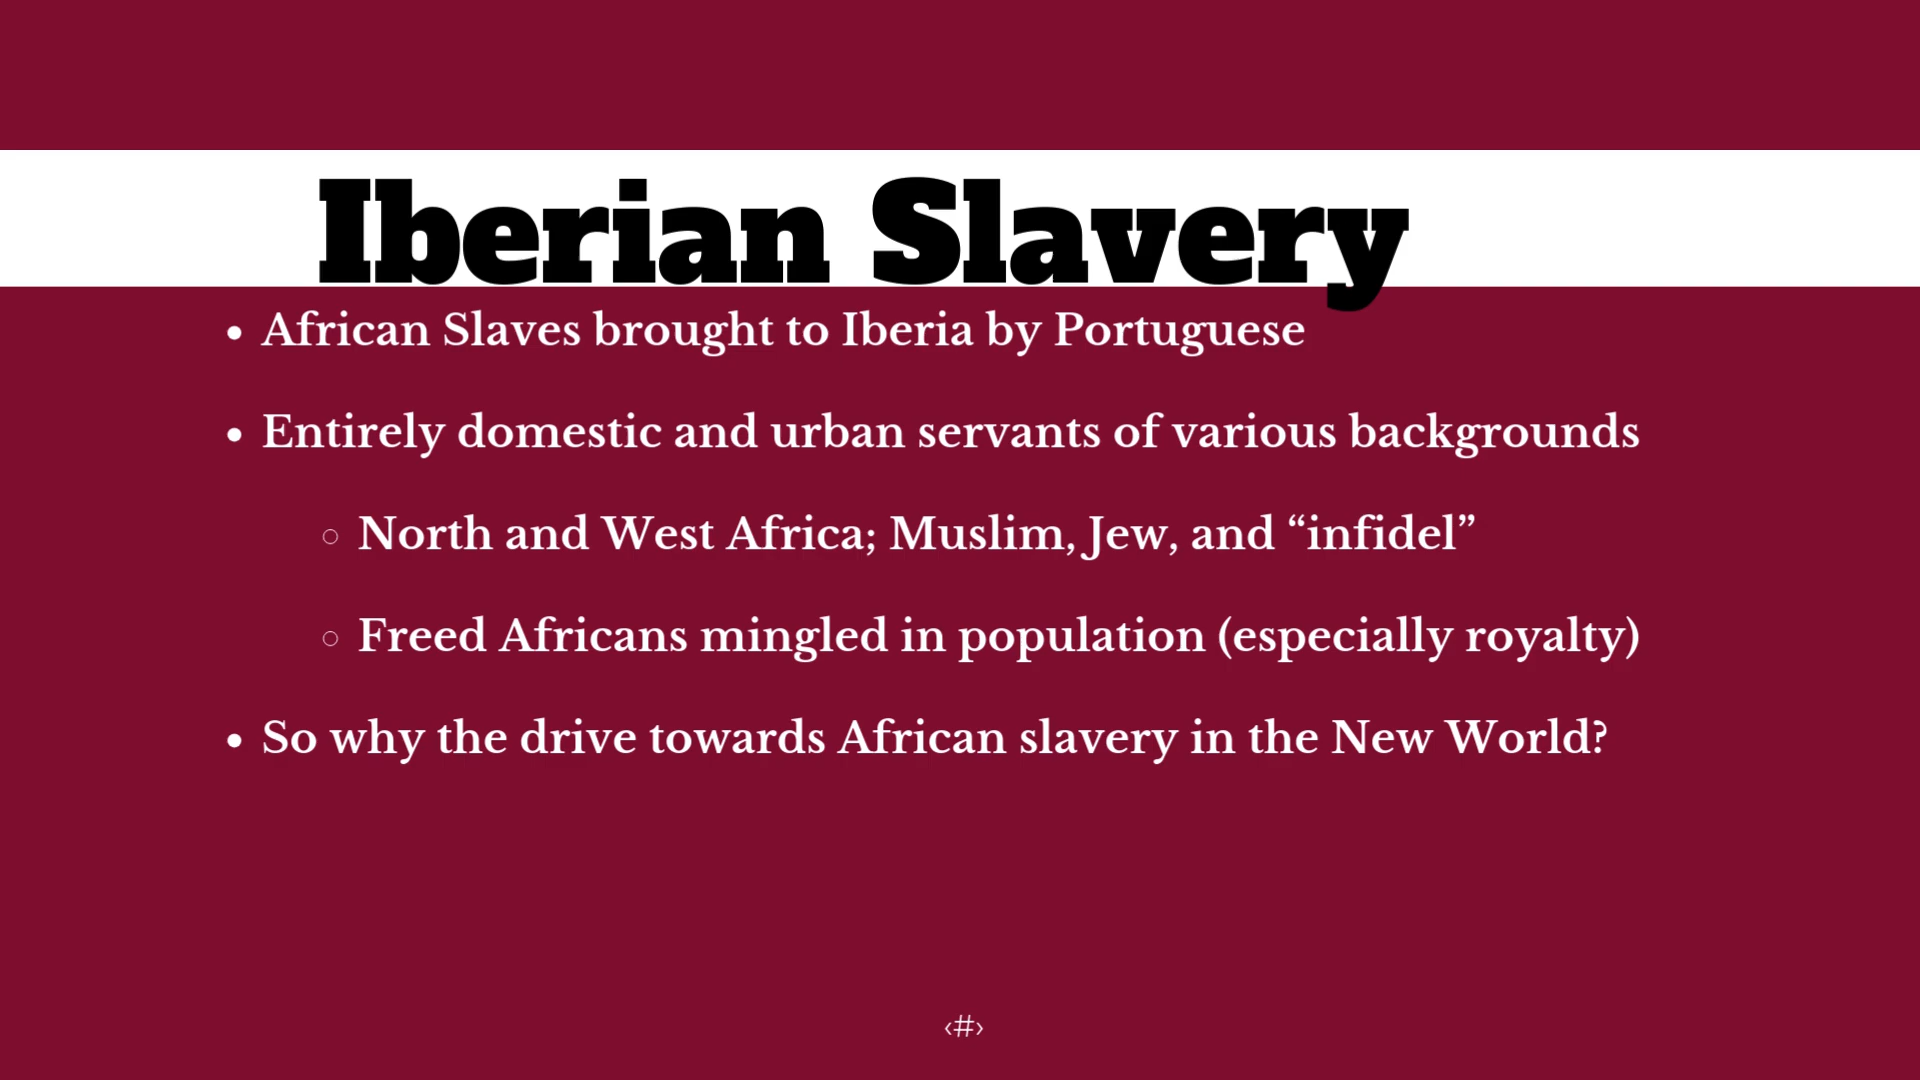 Iberian Slavery
• African Slaves brought to Iberia by Portuguese
• Entirely domestic and urban servants of various backgrounds
○ North and West Africa; Muslim, Jew, and “infidel”
○ Freed Africans mingled in population (especially royalty)
• So why the drive towards African slavery in the New World?
‹#›